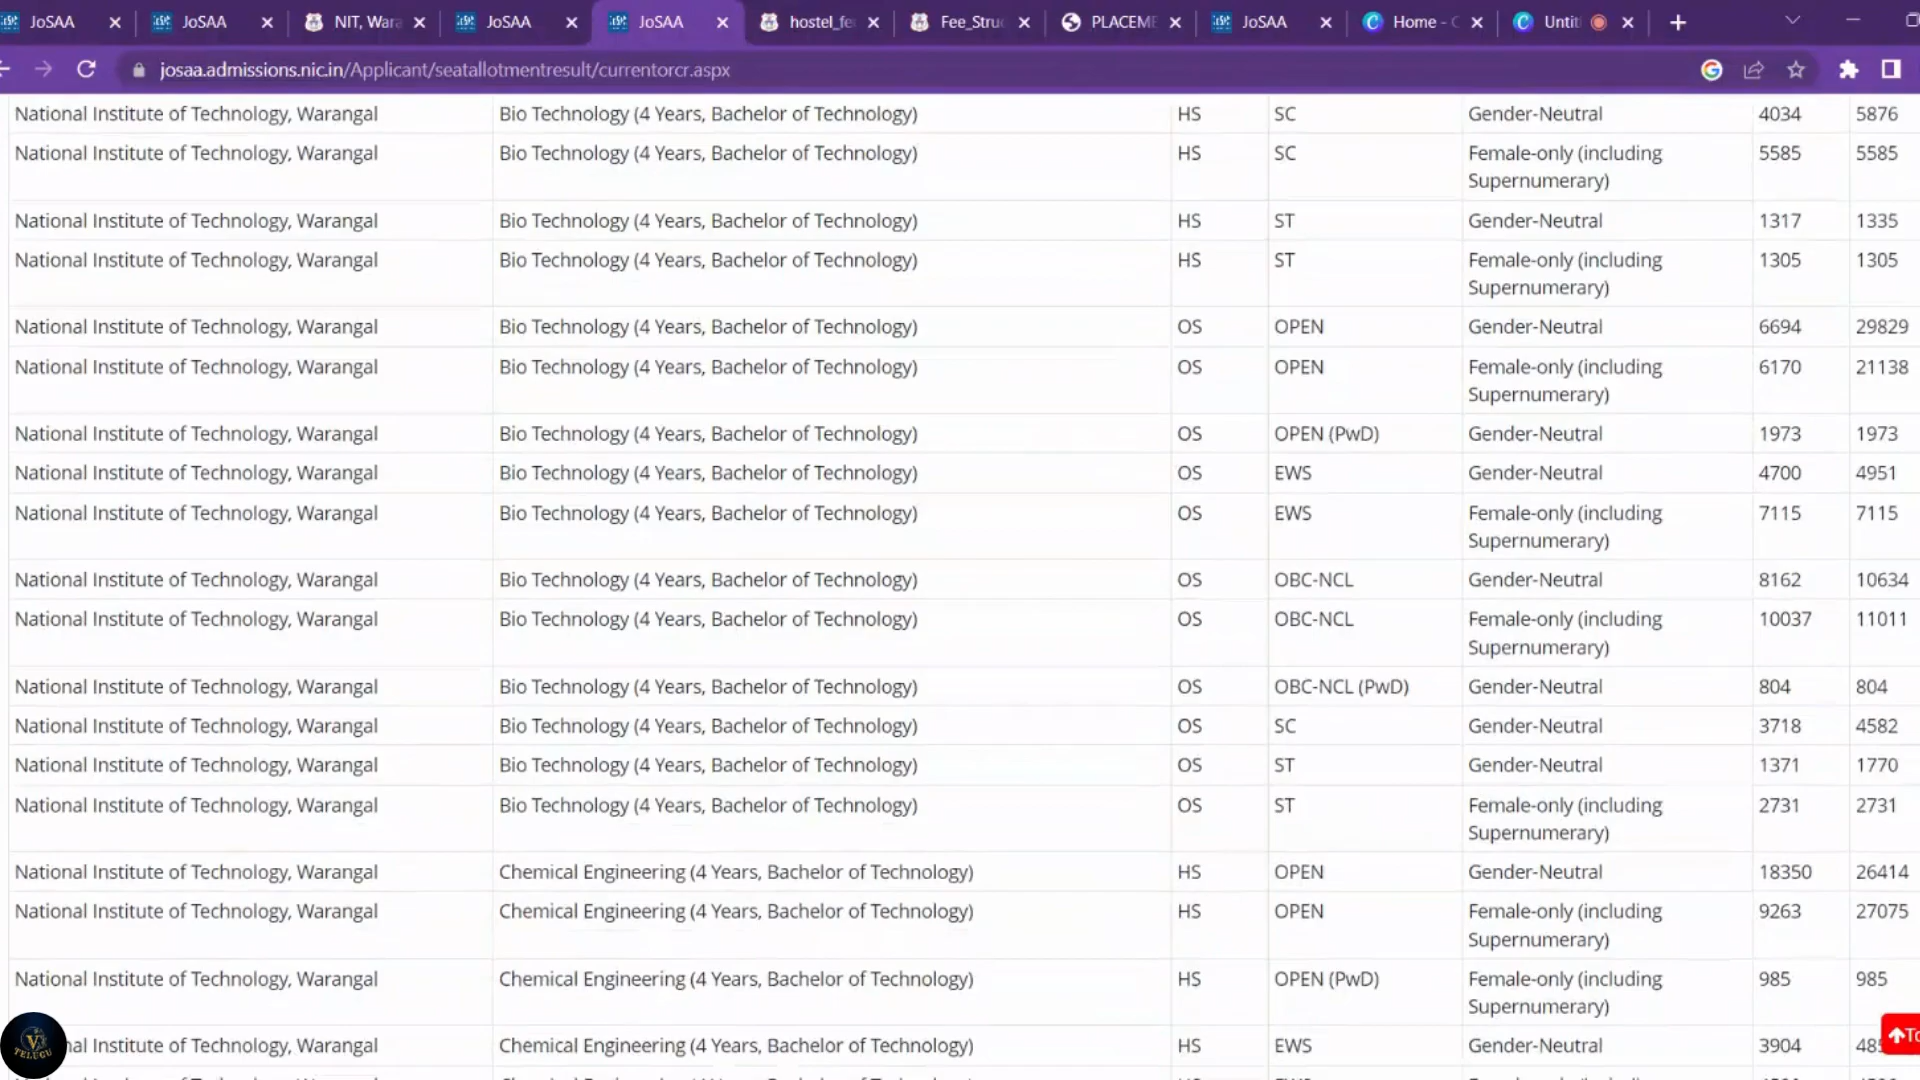 JoSAA JoSAA NIT, Wara JoSAA JoSAA hostel_fe Fee_Stru PLACEME JoSAA Home - Untit
josaa.admissions.nic.in/Applicant/seatallotmentresult/currentorcr.aspx
National Institute of Technology, Warangal Bio Technology (4 Years, Bachelor of Technology) HS SC Gender-Neutral 4034 5876
National Institute of Technology, Warangal Bio Technology (4 Years, Bachelor of Technology) HS SC Female-only (including 5585 5585
Supernumerary)
National Institute of Technology, Warangal Bio Technology (4 Years, Bachelor of Technology) HS ST Gender-Neutral 1317 1335
National Institute of Technology, Warangal Bio Technology (4 Years, Bachelor of Technology) HS ST Female-only (including 1305 1305
Supernumerary)
National Institute of Technology, Warangal Bio Technology (4 Years, Bachelor of Technology) OS OPEN Gender-Neutral 6694 29829
National Institute of Technology, Warangal Bio Technology (4 Years, Bachelor of Technology) OS OPEN Female-only (including 6170 21138
Supernumerary)
National Institute of Technology, Warangal Bio Technology (4 Years, Bachelor of Technology) OS OPEN (PwD) Gender-Neutral 1973 1973
National Institute of Technology, Warangal Bio Technology (4 Years, Bachelor of Technology) OS EWS Gender-Neutral 4700 4951
National Institute of Technology, Warangal Bio Technology (4 Years, Bachelor of Technology) OS EWS Female-only (including 7115 7115
Supernumerary)
National Institute of Technology, Warangal Bio Technology (4 Years, Bachelor of Technology) OS OBC-NCL Gender-Neutral 8162 10634
National Institute of Technology, Warangal Bio Technology (4 Years, Bachelor of Technology) OS OBC-NCL Female-only (including 10037 11011
Supernumerary)
National Institute of Technology, Warangal Bio Technology (4 Years, Bachelor of Technology) OS OBC-NCL (PwD) Gender-Neutral 804 804
National Institute of Technology, Warangal Bio Technology (4 Years, Bachelor of Technology) OS SC Gender-Neutral 3718 4582
National Institute of Technology, Warangal Bio Technology (4 Years, Bachelor of Technology) OS ST Gender-Neutral 1371 1770
National Institute of Technology, Warangal Bio Technology (4 Years, Bachelor of Technology) OS ST Female-only (including 2731 2731
Supernumerary)
National Institute of Technology, Warangal Chemical Engineering (4 Years, Bachelor of Technology) HS OPEN Gender-Neutral 18350 26414
National Institute of Technology, Warangal Chemical Engineering (4 Years, Bachelor of Technology) HS OPEN Female-only (including 9263 27075
Supernumerary)
National Institute of Technology, Warangal Chemical Engineering (4 Years, Bachelor of Technology) HS OPEN (PwD) Female-only (including 985 985
Supernumerary)
nal Institute of Technology, Warangal Chemical Engineering (4 Years, Bachelor of Technology) HS EWS Gender-Neutral 3904 48
To
V
TELUGU